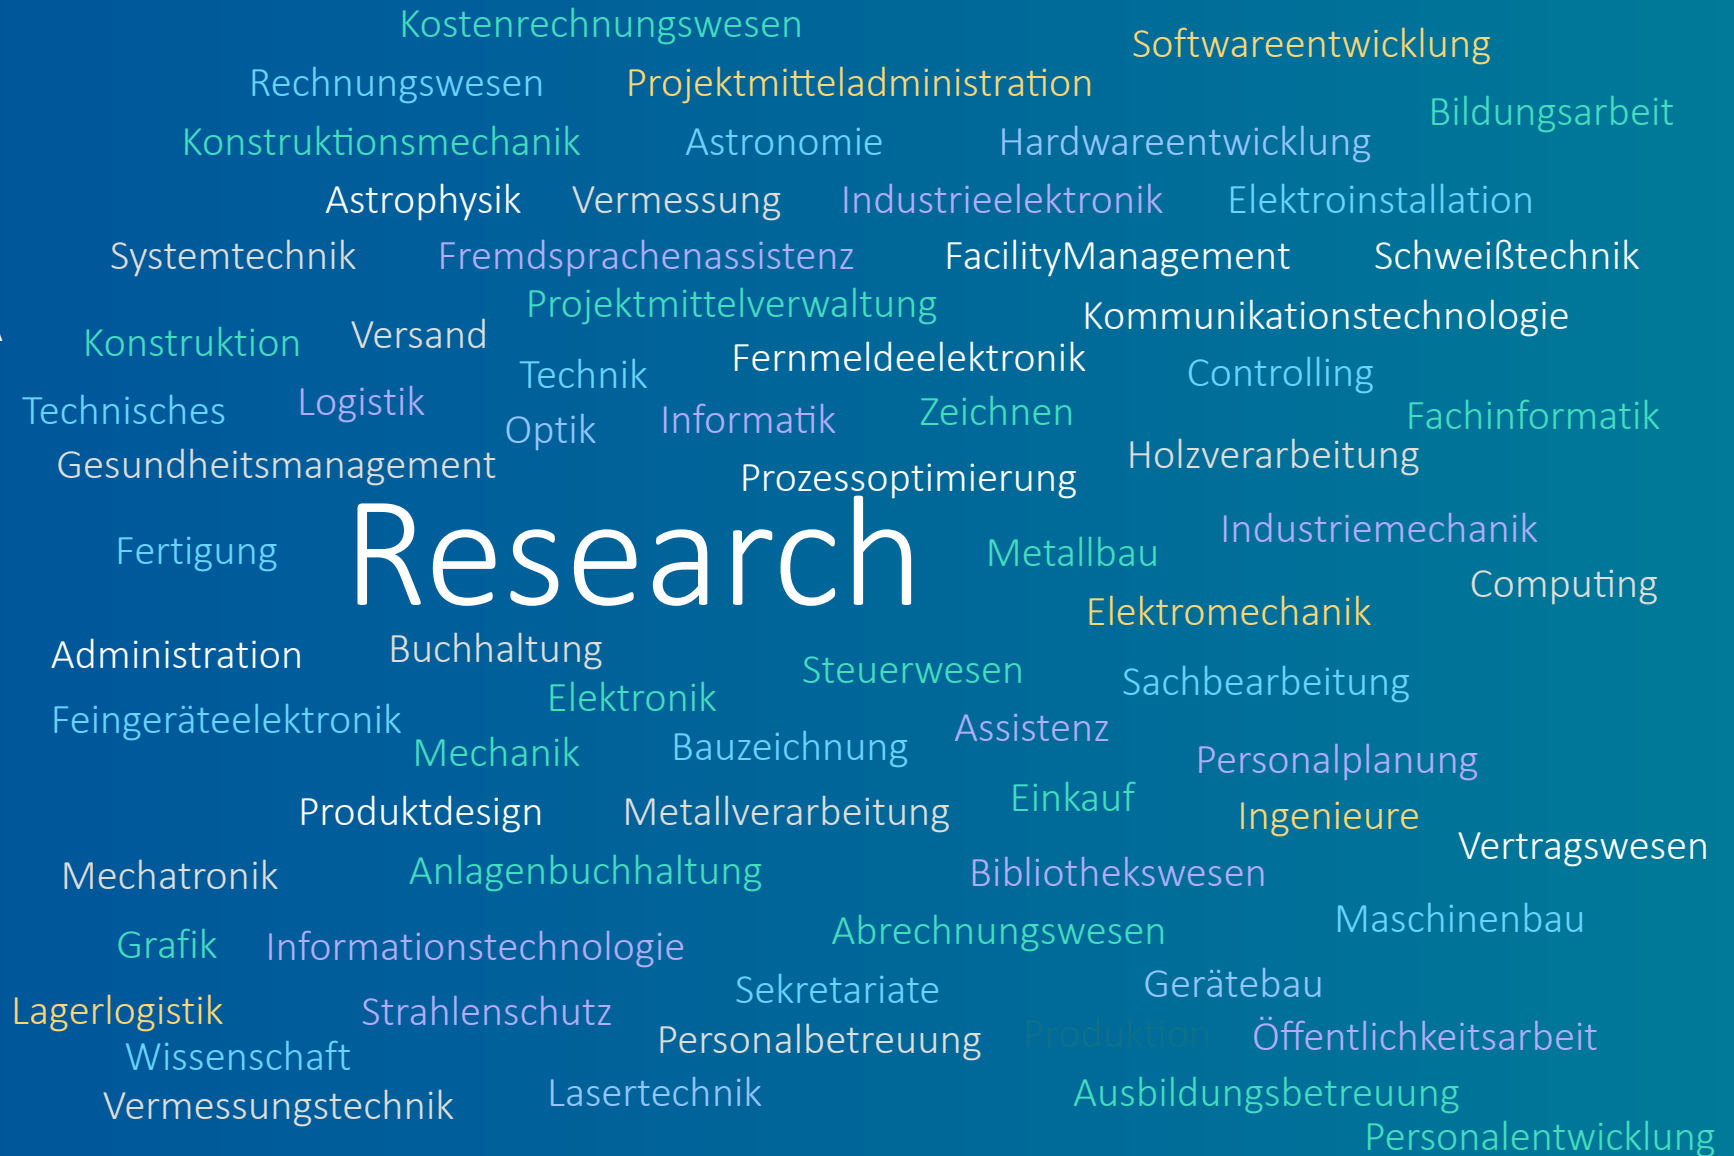 Kostenrechnungswesen
Softwareentwicklung
Rechnungswesen Projektmitteladministration
Bildungsarbeit
Konstruktionsmechanik Astronomie Hardwareentwicklung
Astrophysik Vermessung Industrieelektronik Elektroinstallation
Systemtechnik Fremdsprachenassistenz FacilityManagement Schweißtechnik
Projektmittelverwaltung Kommunikationstechnologie
Konstruktion Versand
Technik Fernmeldeelektronik Controlling
Technisches Logistik Optik Informatik Zeichnen Fachinformatik
Gesundheitsmanagement Prozessoptimierung Holzverarbeitung
Fertigung Research Metallbau Industriemechanik
Computing
Elektromechanik
Administration Buchhaltung Steuerwesen Sachbearbeitung
Feingeräteelektronik Elektronik Assistenz
Mechanik Bauzeichnung Personalplanung
Produktdesign Metallverarbeitung Einkauf Ingenieure
Vertragswesen
Mechatronik Anlagenbuchhaltung Bibliothekswesen
Grafik Informationstechnologie Abrechnungswesen Maschinenbau
Sekretariate Gerätebau
Lagerlogistik Strahlenschutz
Wissenschaft Personalbetreuung Produktion Öffentlichkeitsarbeit
Vermessungstechnik Lasertechnik Ausbildungsbetreuung
Personalentwicklung